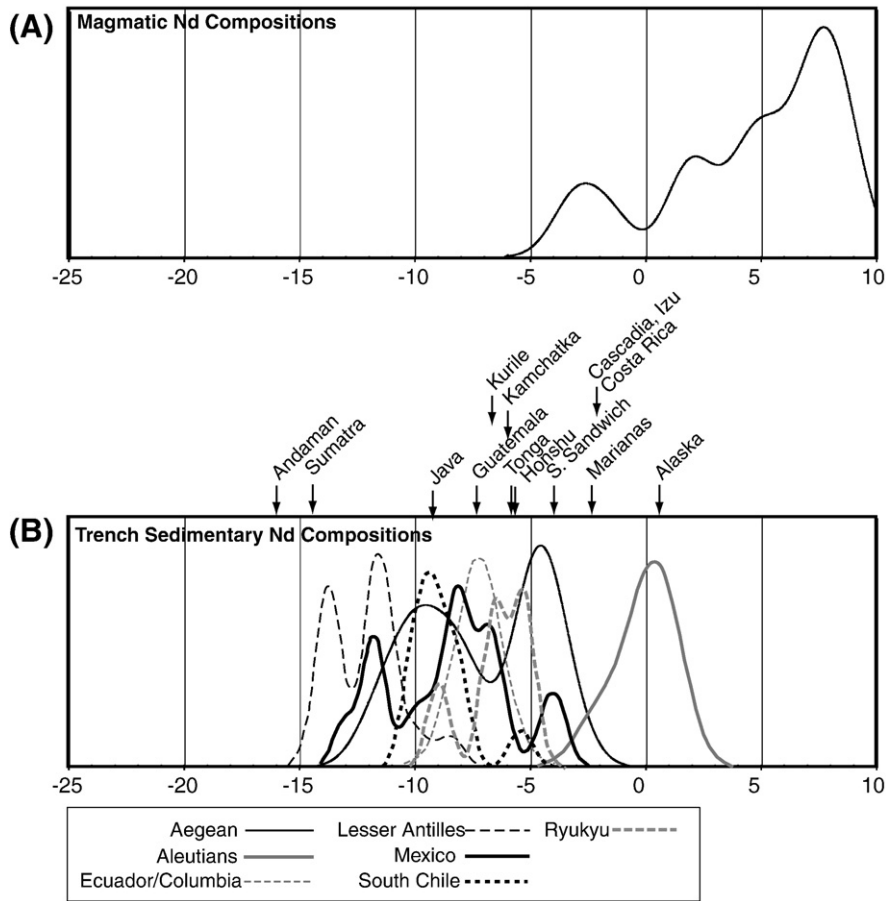 (A)
Magmatic Nd Compositions
-25 -20 -15 -10 -5 0 5 10
Andaman
Sumatra
Java
Kurile
Kamchatka
Guatemala
Tonga
Honshu
S. Sandwich
Cascadia, Izu
Costa Rica
Marianas
Alaska
(B)
Trench Sedimentary Nd Compositions
-25 -20 -15 -10 -5 0 5 10
Aegean Lesser Antilles Ryukyu
Aleutians Mexico
Ecuador/Columbia South Chile